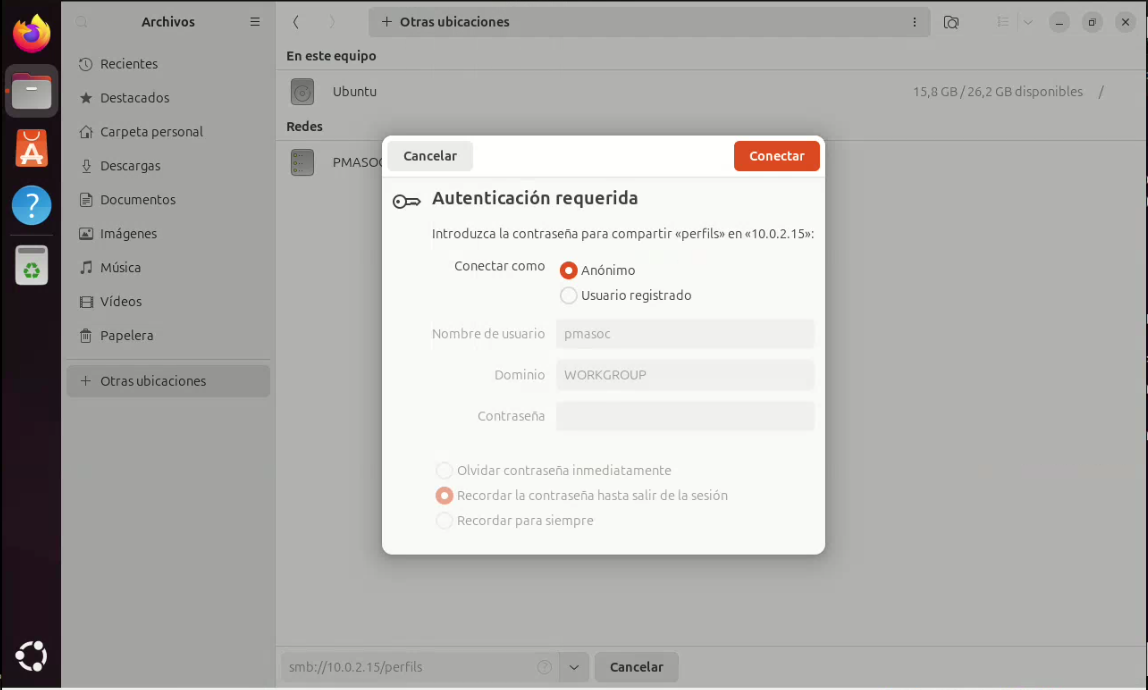 Archivos
Otras ubicaciones
Recientes
Destacados
Carpeta personal
Descargas
Documentos
Imágenes
Música
Vídeos
Papelera
Otras ubicaciones
En este equipo
Ubuntu 15,8 GB / 26,2 GB disponibles /
Redes
PMASOC
Cancelar Conectar
Autenticación requerida
Introduzca la contraseña para compartir «perfils» en «10.0.2.15»:
Conectar como Anónimo
Usuario registrado
Nombre de usuario pmasoc
Dominio WORKGROUP
Contraseña
Olvidar contraseña inmediatamente
Recordar la contraseña hasta salir de la sesión
Recordar para siempre
smb://10.0.2.15/perfils Cancelar